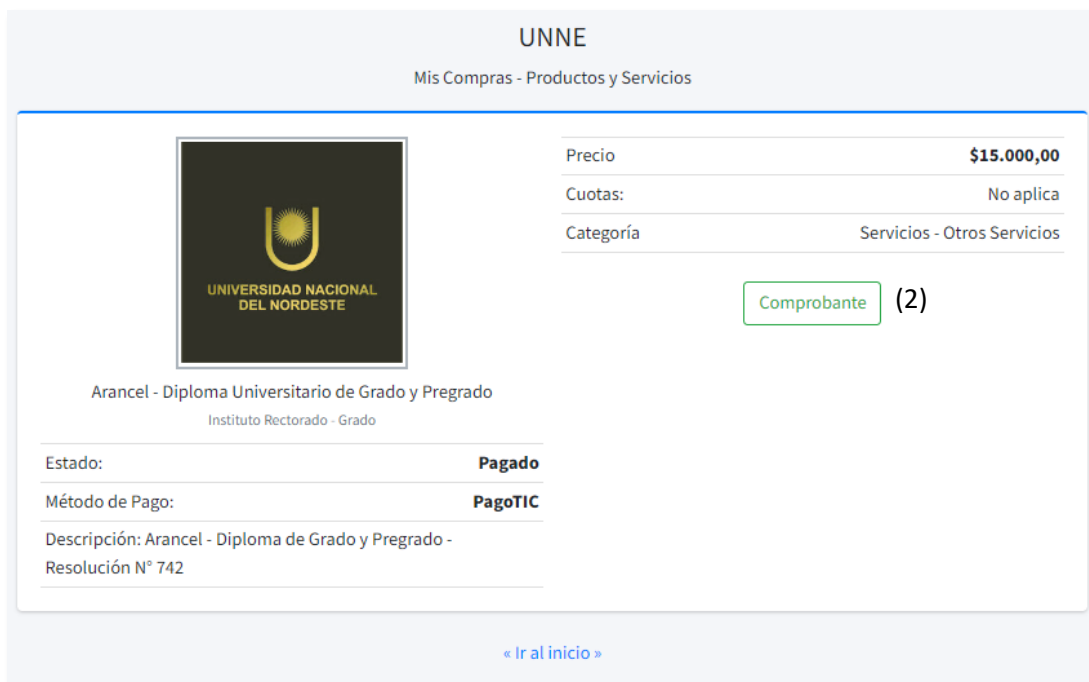 UNNE
Mis Compras - Productos y Servicios
UNIVERSIDAD NACIONAL
DEL NORDESTE
Arancel - Diploma Universitario de Grado y Pregrado
Instituto Rectorado - Grado
Estado: Pagado
Método de Pago: PagoTIC
Descripción: Arancel - Diploma de Grado y Pregrado -
Resolución N° 742
Precio $15.000,00
Cuotas: No aplica
Categoría Servicios - Otros Servicios
Comprobante (2)
« Ir al inicio »